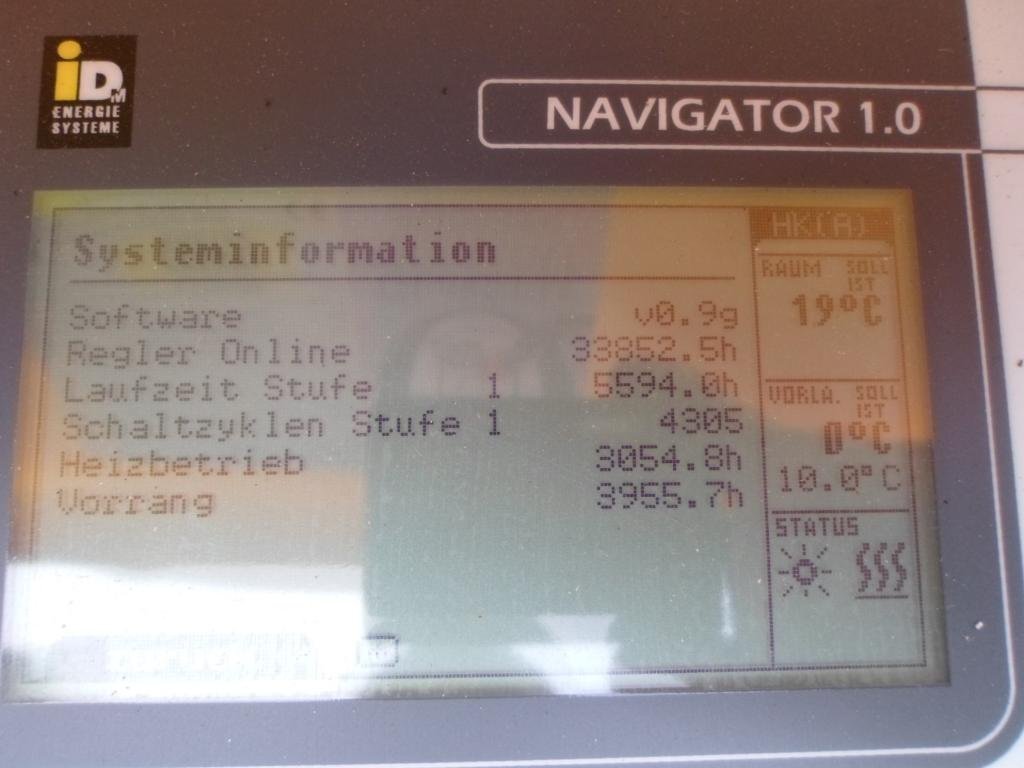 iDM
ENERGIE
SYSTEME
NAVIGATOR 1.0
Systeminformation
Software v0.9g
Regler Online 33852.5h
Laufzeit Stufe 1 5594.0h
Schaltzyklen Stufe 1 4305
Heizbetrieb 3054.8h
Vorrang 3955.7h
HK(A)
RAUM SOLL
IST
19°C
VORLA. SOLL
IST
0°C
10.0°C
STATUS